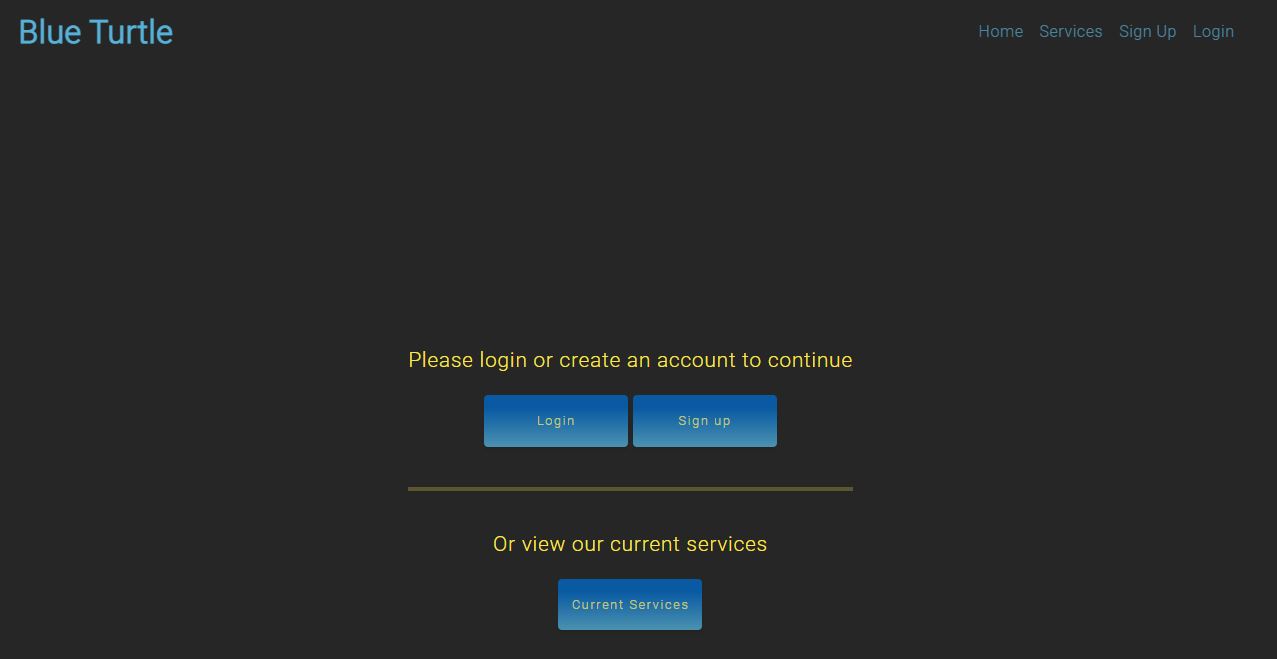 Blue Turtle
Home Services Sign Up Login
Please login or create an account to continue
Login Sign up
Or view our current services
Current Services